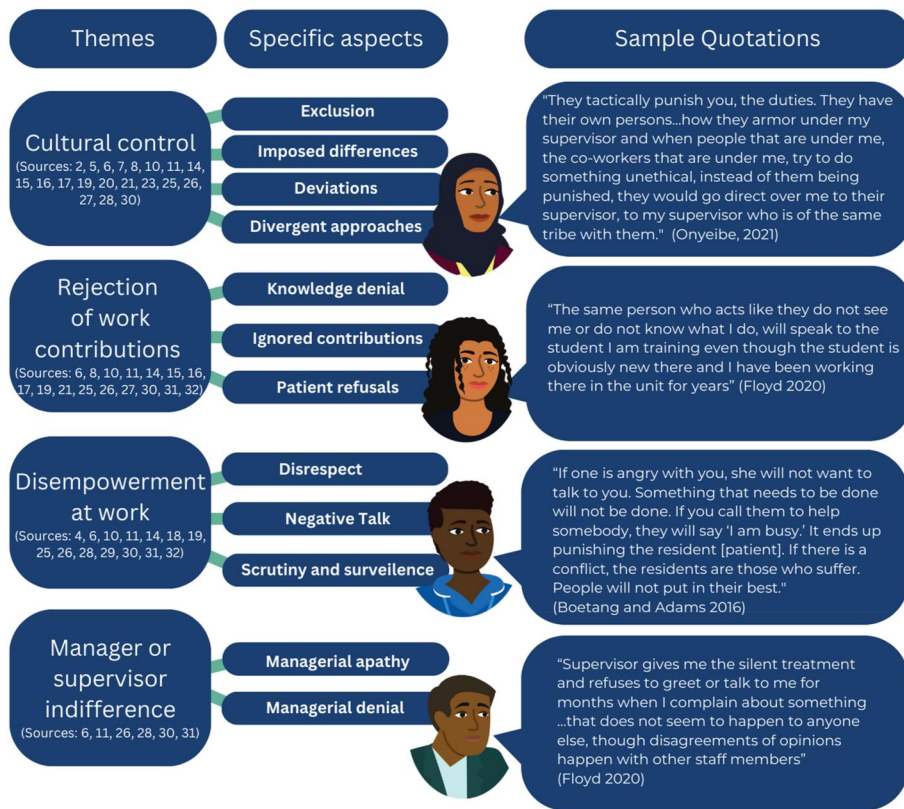 Themes
Specific aspects
Sample Quotations
Cultural control
(Sources: 2, 5, 6, 7, 8, 10, 11, 14,
15, 16, 17, 19, 20, 21, 23, 25, 26,
27, 28, 30)
Exclusion
Imposed differences
Deviations
Divergent approaches
"They tactically punish you, the duties. They have
their own persons...how they armor under my
supervisor and when people that are under me,
the co-workers that are under me, try to do
something unethical, instead of them being
punished, they would go direct over me to their
supervisor, to my supervisor who is of the same
tribe with them." (Onyeibe, 2021)
Rejection
of work
contributions
(Sources: 6, 8, 10, 11, 14, 15, 16,
17, 19, 21, 25, 26, 27, 30, 31, 32)
Knowledge denial
Ignored contributions
Patient refusals
“The same person who acts like they do not see
me or do not know what I do, will speak to the
student I am training even though the student is
obviously new there and I have been working
there in the unit for years” (Floyd 2020)
Disempowerment
at work
(Sources: 4, 6, 10, 11, 14, 18, 19,
25, 26, 28, 29, 30, 31, 32)
Disrespect
Negative Talk
Scrutiny and surveilence
“If one is angry with you, she will not want to
talk to you. Something that needs to be done
will not be done. If you call them to help
somebody, they will say ‘I am busy.’ It ends up
punishing the resident [patient]. If there is a
conflict, the residents are those who suffer.
People will not put in their best."
(Boetang and Adams 2016)
Manager or
supervisor
indifference
(Sources: 6, 11, 26, 28, 30, 31)
Managerial apathy
Managerial denial
“Supervisor gives me the silent treatment
and refuses to greet or talk to me for
months when I complain about something
...that does not seem to happen to anyone
else, though disagreements of opinions
happen with other staff members”
(Floyd 2020)